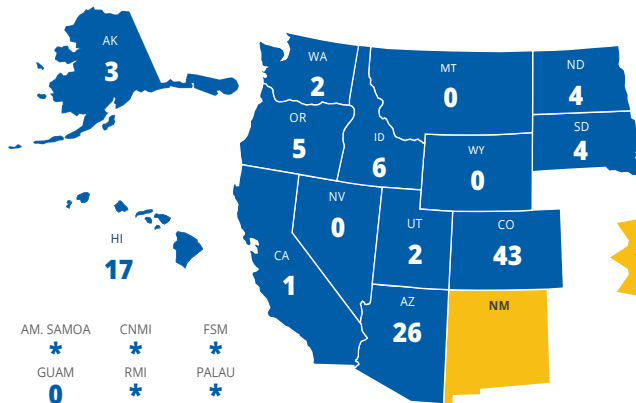 AK
3
WA
2
MT
0
ND
4
OR
5
ID
6
SD
4
WY
0
NV
0
UT
2
CO
43
HI
17
CA
1
AZ
26
NM
AM. SAMOA
*
CNMI
*
FSM
*
GUAM
0
RMI
*
PALAU
*